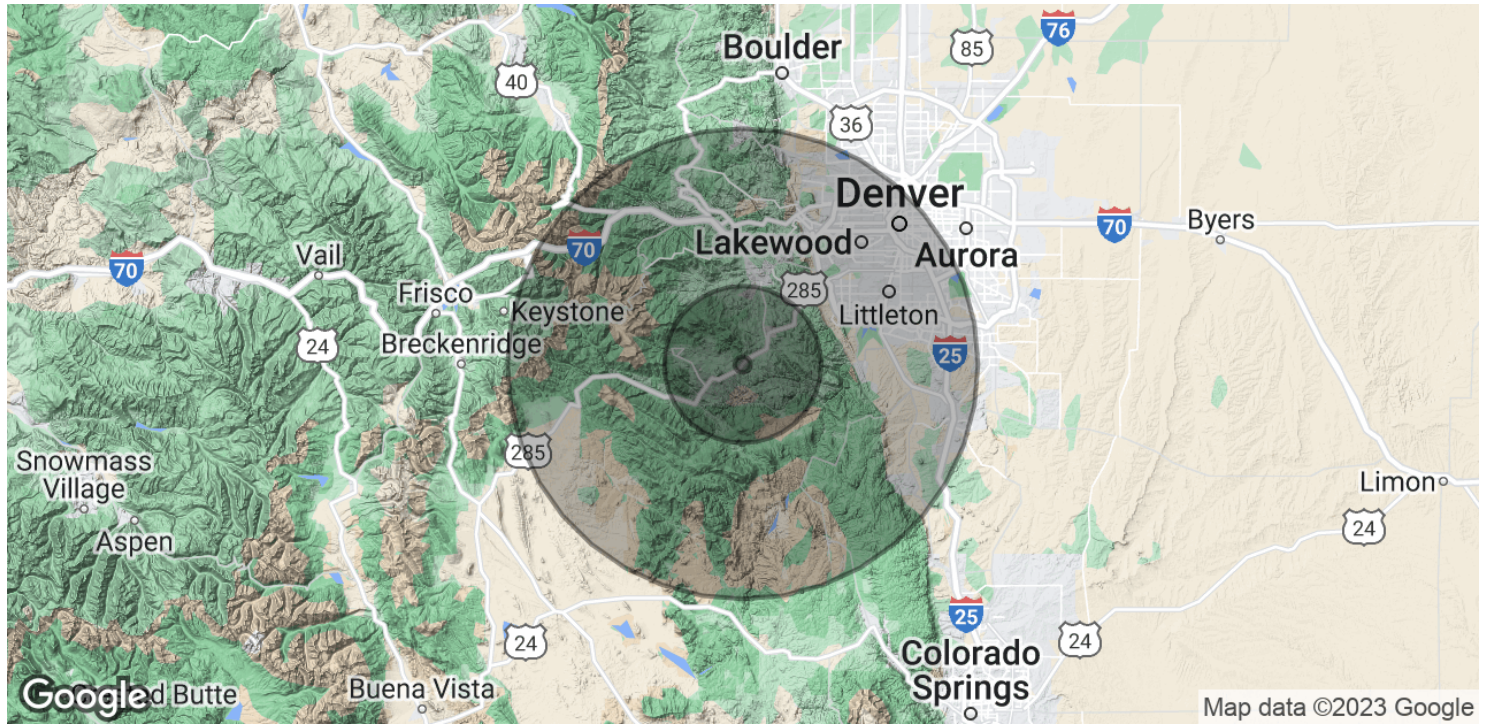 Boulder
76
85
40
36
Denver
Lakewood
Aurora
70
Byers
70
70
Vail
285
Frisco
Keystone
Littleton
24
Breckenridge
25
285
Snowmass
Village
Limon
24
Aspen
25
24
24
Colorado
Springs
Buena Vista
Google
ed Butte
Map data ©2023 Google